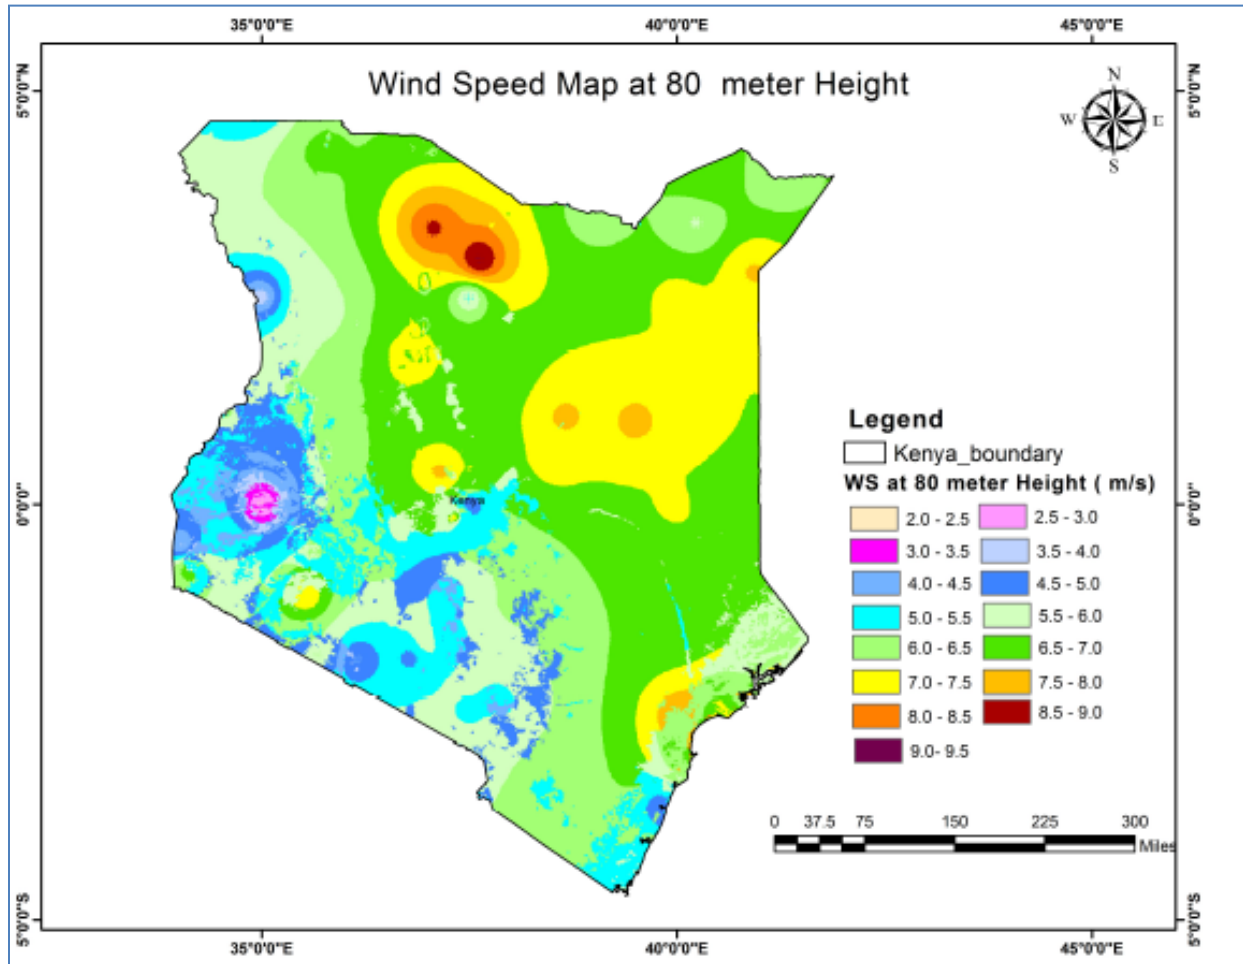 35°0'0"E 40°0'0"E 45°0'0"E
5°0'0"N
5°0'0"N
Wind Speed Map at 80 meter Height
N
W E
S
Legend
Kenya_boundary
WS at 80 meter Height ( m/s)
2.0 - 2.5 2.5 - 3.0
3.0 - 3.5 3.5 - 4.0
4.0 - 4.5 4.5 - 5.0
5.0 - 5.5 5.5 - 6.0
6.0 - 6.5 6.5 - 7.0
7.0 - 7.5 7.5 - 8.0
8.0 - 8.5 8.5 - 9.0
9.0- 9.5
Kenya
0°0'0"
0°0'0"
0 37.5 75 150 225 300
Miles
5°0'0"S
5°0'0"S
35°0'0"E 40°0'0"E 45°0'0"E